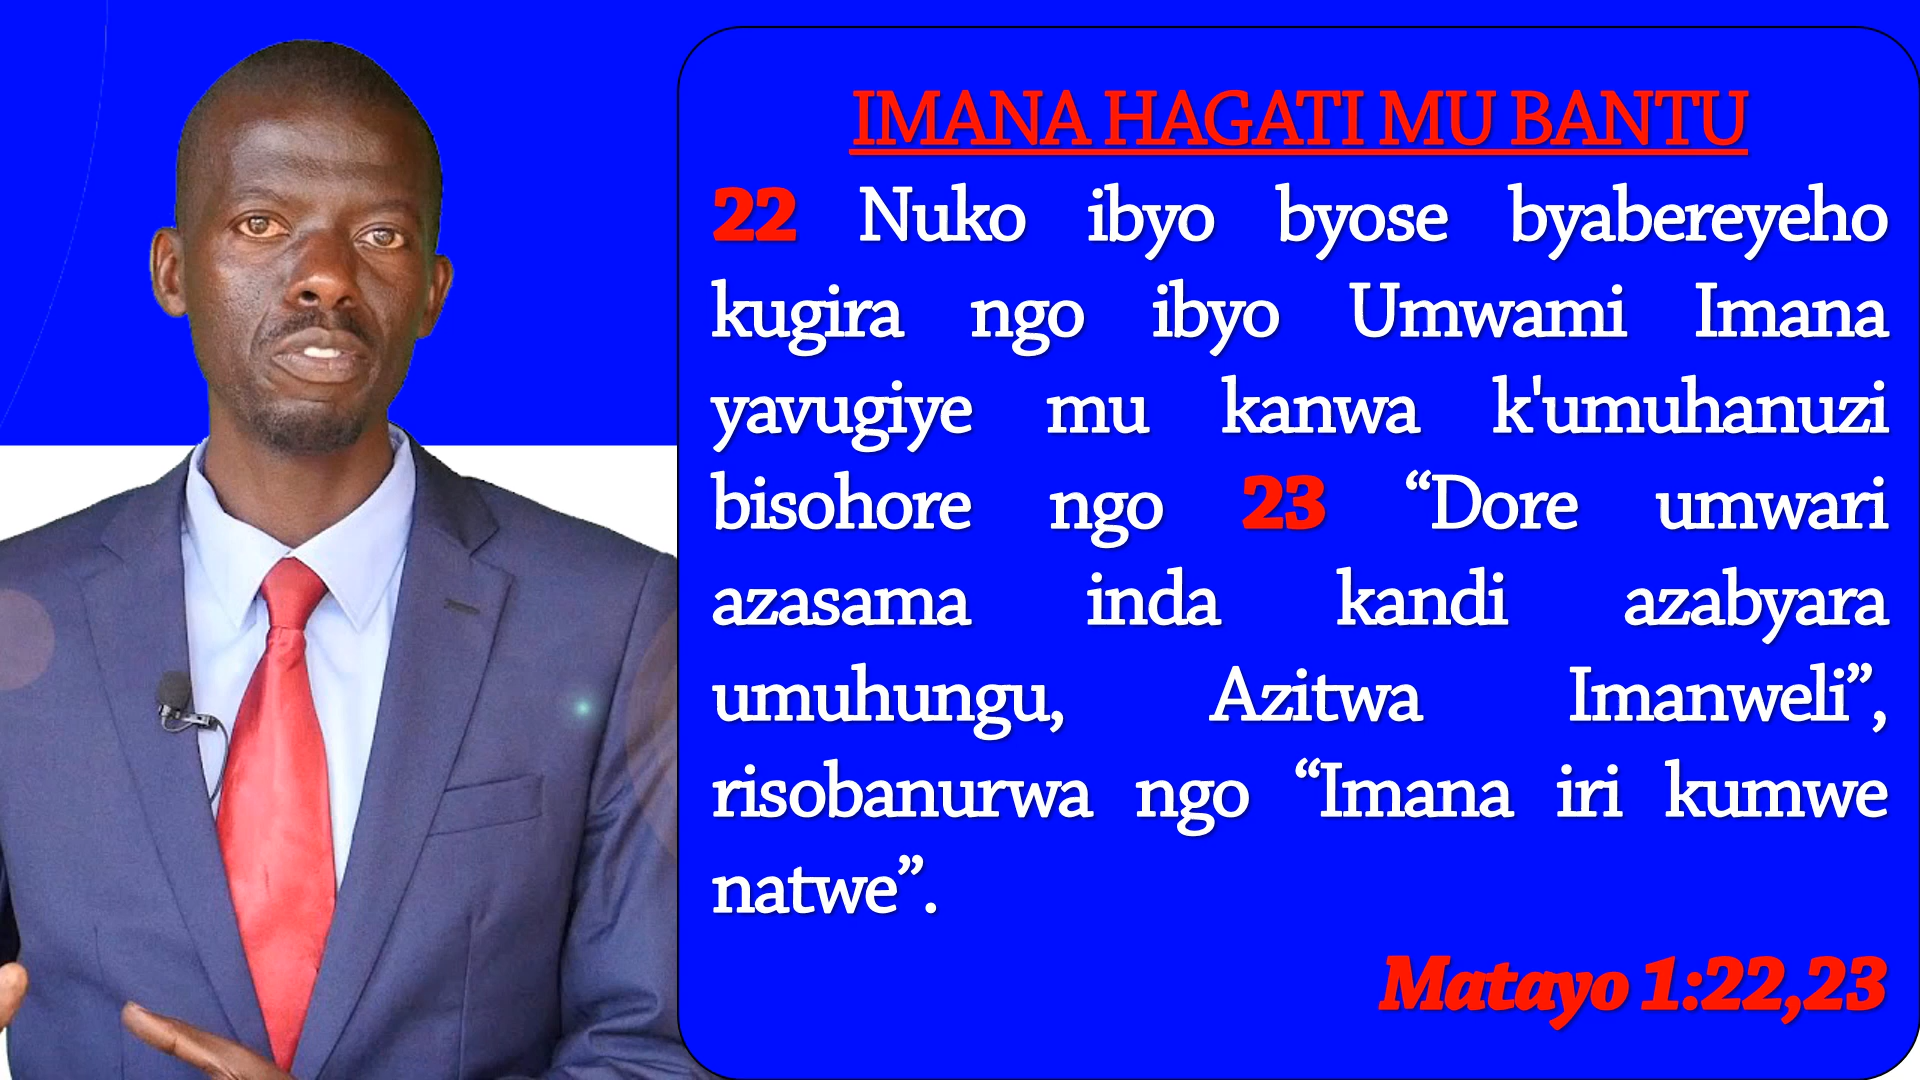 IMANA HAGATI MU BANTU
22 Nuko ibyo byose byabereyeho
kugira ngo ibyo Umwami Imana
yavugiye mu kanwa k'umuhanuzi
bisohore ngo 23 “Dore umwari
azasama inda kandi azabyara
umuhungu, Azitwa Imanweli”,
risobanurwa ngo “Imana iri kumwe
natwe”.
Matayo 1:22,23